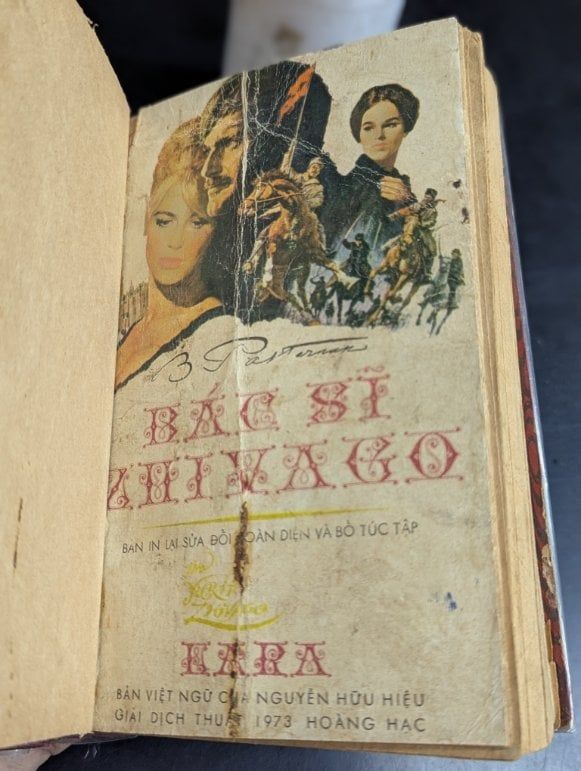 B Pasternak
BÁC SĨ
ZHIVAGO
BẢN IN LẠI SỬA ĐỔI TOÀN DIỆN VÀ BỔ TÚC TẬP
LARA
BẢN VIỆT NGỮ CỦA NGUYỄN HỮU HIỆU
GIẢI DỊCH THUẬT 1973 HOÀNG HẠC